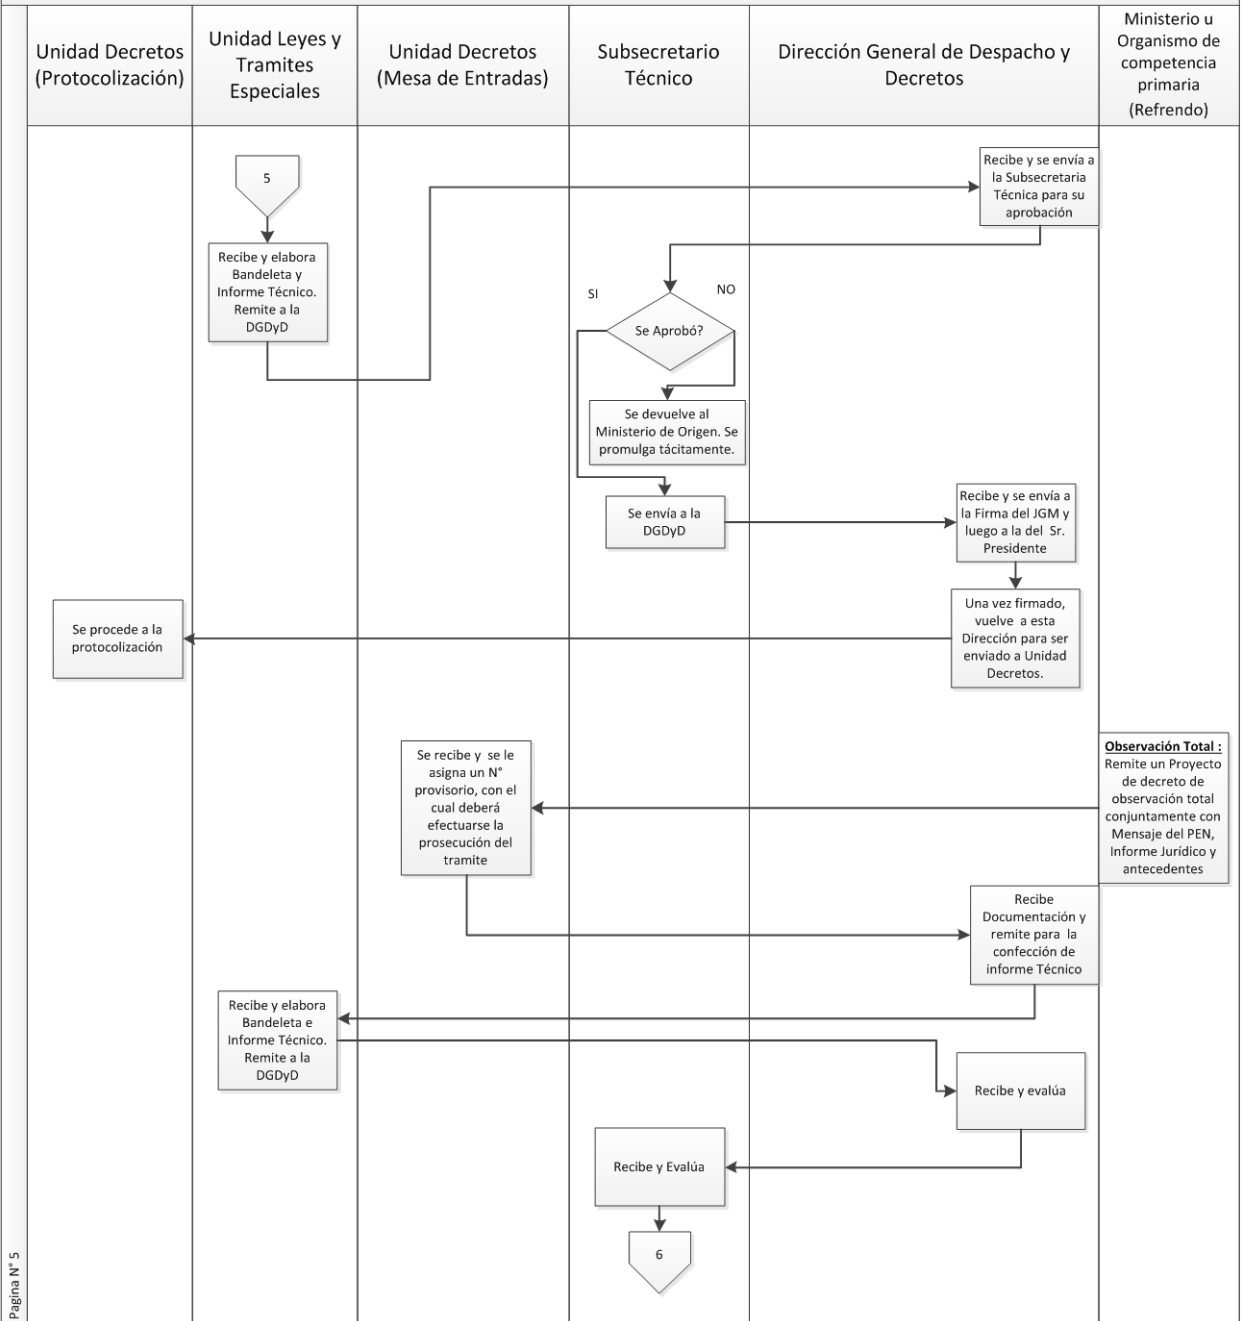 Unidad Decretos
(Protocolización)
Unidad Leyes y
Tramites
Especiales
Unidad Decretos
(Mesa de Entradas)
Subsecretario
Técnico
Dirección General de Despacho y
Decretos
Ministerio u
Organismo de
competencia
primaria
(Refrendo)
5
Recibe y se envía a
la Subsecretaria
Técnica para su
aprobación
Recibe y elabora
Bandeleta y
Informe Técnico.
Remite a la
DGDyD
SI
NO
Se Aprobó?
Se devuelve al
Ministerio de Origen. Se
promulga tácitamente.
Se envía a la
DGDyD
Recibe y se envía a
la Firma del JGM y
luego a la del  Sr.
Presidente
Una vez firmado,
vuelve  a esta
Dirección para ser
enviado a Unidad
Decretos.
Se procede a la
protocolización
Observación Total :
Remite un Proyecto
de decreto de
observación total
conjuntamente con
Mensaje del PEN,
Informe Jurídico y
antecedentes
Se recibe y  se le
asigna un N°
provisorio, con el
cual deberá
efectuarse la
prosecución del
tramite
Recibe
Documentación y
remite para  la
confección de
informe Técnico
Recibe y elabora
Bandeleta e
Informe Técnico.
Remite a la
DGDyD
Recibe y evalúa
Recibe y Evalúa
6
Pagina N° 5